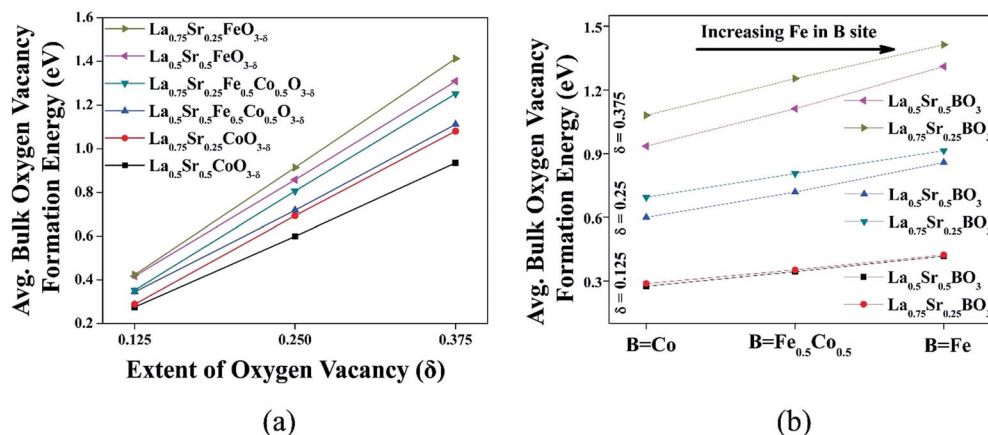 Avg. Bulk Oxygen Vacancy
Formation Energy (eV)
1.6
1.4
1.2
1.0
0.8
0.6
0.4
0.2
La0.75Sr0.25FeO3-δ
La0.5Sr0.5FeO3-δ
La0.75Sr0.25Fe0.5Co0.5O3-δ
La0.5Sr0.5Fe0.5Co0.5O3-δ
La0.75Sr0.25CoO3-δ
La0.5Sr0.5CoO3-δ
0.125
0.250
0.375
Extent of Oxygen Vacancy (δ)
(a)
Avg. Bulk Oxygen Vacancy
Formation Energy (eV)
1.5
1.2
0.9
0.6
0.3
Increasing Fe in B site
δ = 0.375
δ = 0.25
δ = 0.125
La0.5Sr0.5BO3
La0.75Sr0.25BO3
La0.5Sr0.5BO3
La0.75Sr0.25BO3
La0.5Sr0.5BO3
La0.75Sr0.25BO3
B=Co
B=Fe0.5Co0.5
B=Fe
(b)